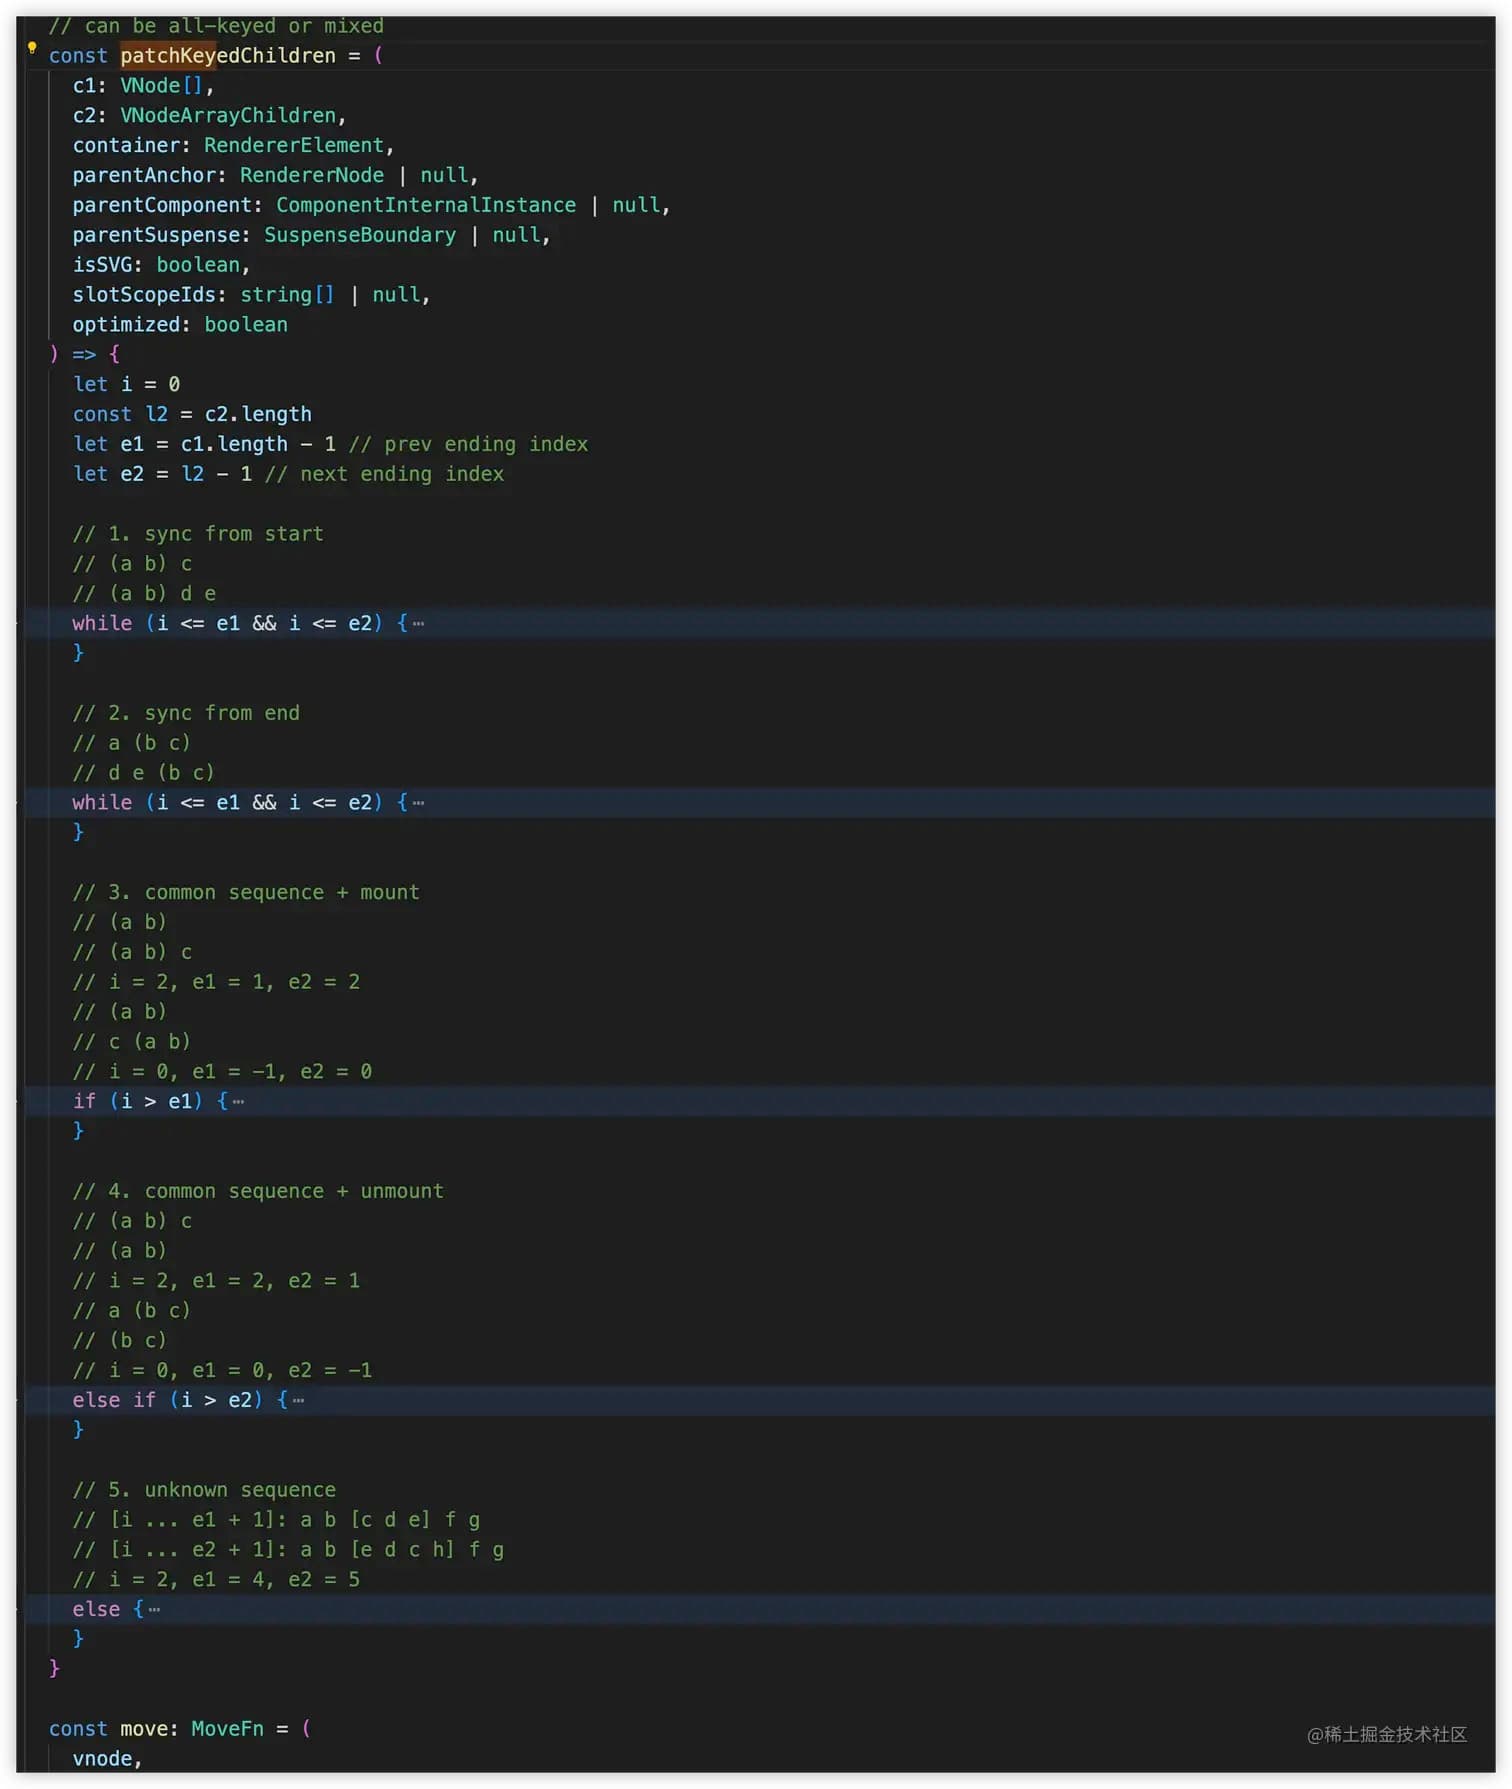 // can be all-keyed or mixed
const patchKeyedChildren = (
  c1: VNode[],
  c2: VNodeArrayChildren,
  container: RendererElement,
  parentAnchor: RendererNode | null,
  parentComponent: ComponentInternalInstance | null,
  parentSuspense: SuspenseBoundary | null,
  isSVG: boolean,
  slotScopeIds: string[] | null,
  optimized: boolean
) => {
  let i = 0
  const l2 = c2.length
  let e1 = c1.length - 1 // prev ending index
  let e2 = l2 - 1 // next ending index

  // 1. sync from start
  // (a b) c
  // (a b) d e
  while (i <= e1 && i <= e2) {⋯
  }

  // 2. sync from end
  // a (b c)
  // d e (b c)
  while (i <= e1 && i <= e2) {⋯
  }

  // 3. common sequence + mount
  // (a b)
  // (a b) c
  // i = 2, e1 = 1, e2 = 2
  // (a b)
  // c (a b)
  // i = 0, e1 = -1, e2 = 0
  if (i > e1) {⋯
  }

  // 4. common sequence + unmount
  // (a b) c
  // (a b)
  // i = 2, e1 = 2, e2 = 1
  // a (b c)
  // (b c)
  // i = 0, e1 = 0, e2 = -1
  else if (i > e2) {⋯
  }

  // 5. unknown sequence
  // [i ... e1 + 1]: a b [c d e] f g
  // [i ... e2 + 1]: a b [e d c h] f g
  // i = 2, e1 = 4, e2 = 5
  else {⋯
  }
}

const move: MoveFn = (
  vnode,
@稀土掘金技术社区